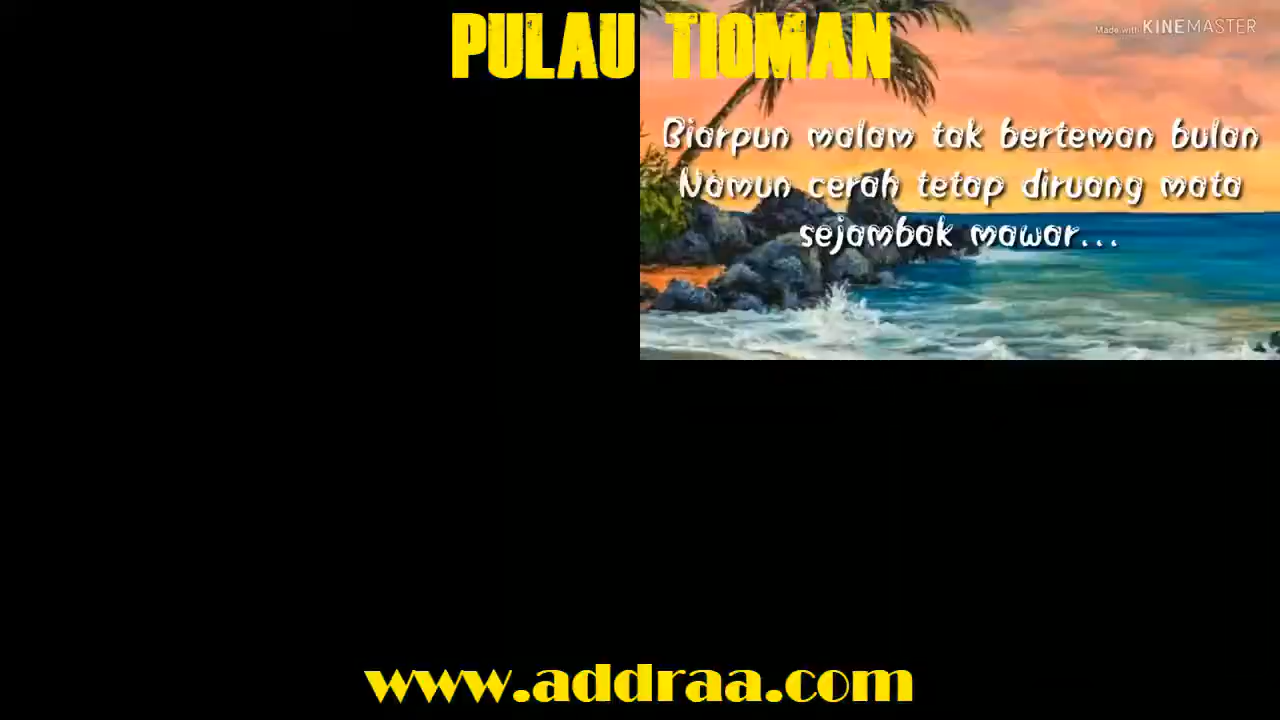 PULAU TIOMAN
Made with KINEMASTER
Biarpun malam tak berteman bulan
Namun cerah tetap diruang mata
sejambak mawar...
www.addraa.com